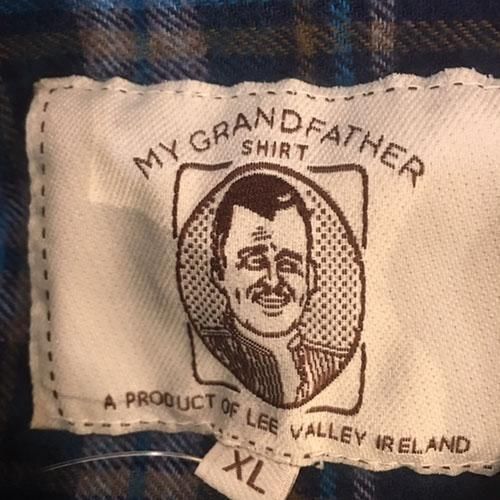 MY GRANDFATHER
SHIRT
A PRODUCT OF LEE VALLEY IRELAND
XL